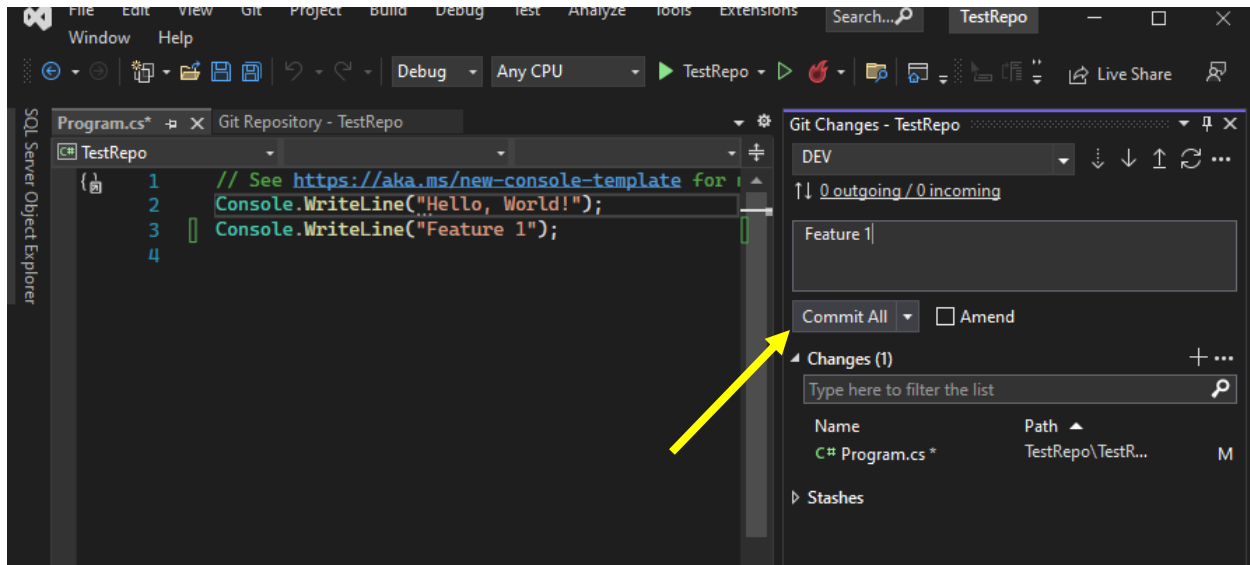 File Edit View Git Project Build Debug Test Analyze Tools Extensions Search... TestRepo
Window Help
Debug Any CPU TestRepo Live Share
SQL Server Object Explorer
Program.cs* Git Repository - TestRepo
C# TestRepo
1 // See https://aka.ms/new-console-template for
2 Console.WriteLine("Hello, World!");
3 Console.WriteLine("Feature 1");
4
Git Changes - TestRepo
DEV
0 outgoing / 0 incoming
Feature 1
Commit All Amend
Changes (1)
Type here to filter the list
Name Path
C# Program.cs * TestRepo\TestR... M
Stashes